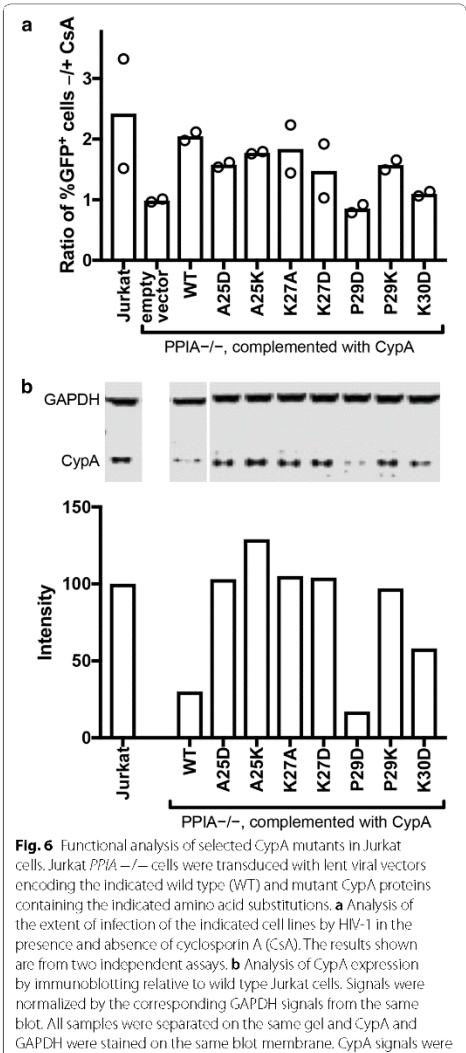 a
Ratio of %GFP⁺ cells −/+ CsA
3
2
1
0
Jurkat
empty vector
WT
A25D
A25K
K27A
K27D
P29D
P29K
K30D
PPIA−/−, complemented with CypA
b
GAPDH
CypA
Intensity
150
100
50
0
Jurkat
WT
A25D
A25K
K27A
K27D
P29D
P29K
K30D
PPIA−/−, complemented with CypA
Fig. 6 Functional analysis of selected CypA mutants in Jurkat
cells. Jurkat PPIA −/− cells were transduced with lent viral vectors
encoding the indicated wild type (WT) and mutant CypA proteins
containing the indicated amino acid substitutions. a Analysis of
the extent of infection of the indicated cell lines by HIV-1 in the
presence and absence of cyclosporin A (CsA). The results shown
are from two independent assays. b Analysis of CypA expression
by immunoblotting relative to wild type Jurkat cells. Signals were
normalized by the corresponding GAPDH signals from the same
blot. All samples were separated on the same gel and CypA and
GAPDH were stained on the same blot membrane. CypA signals were